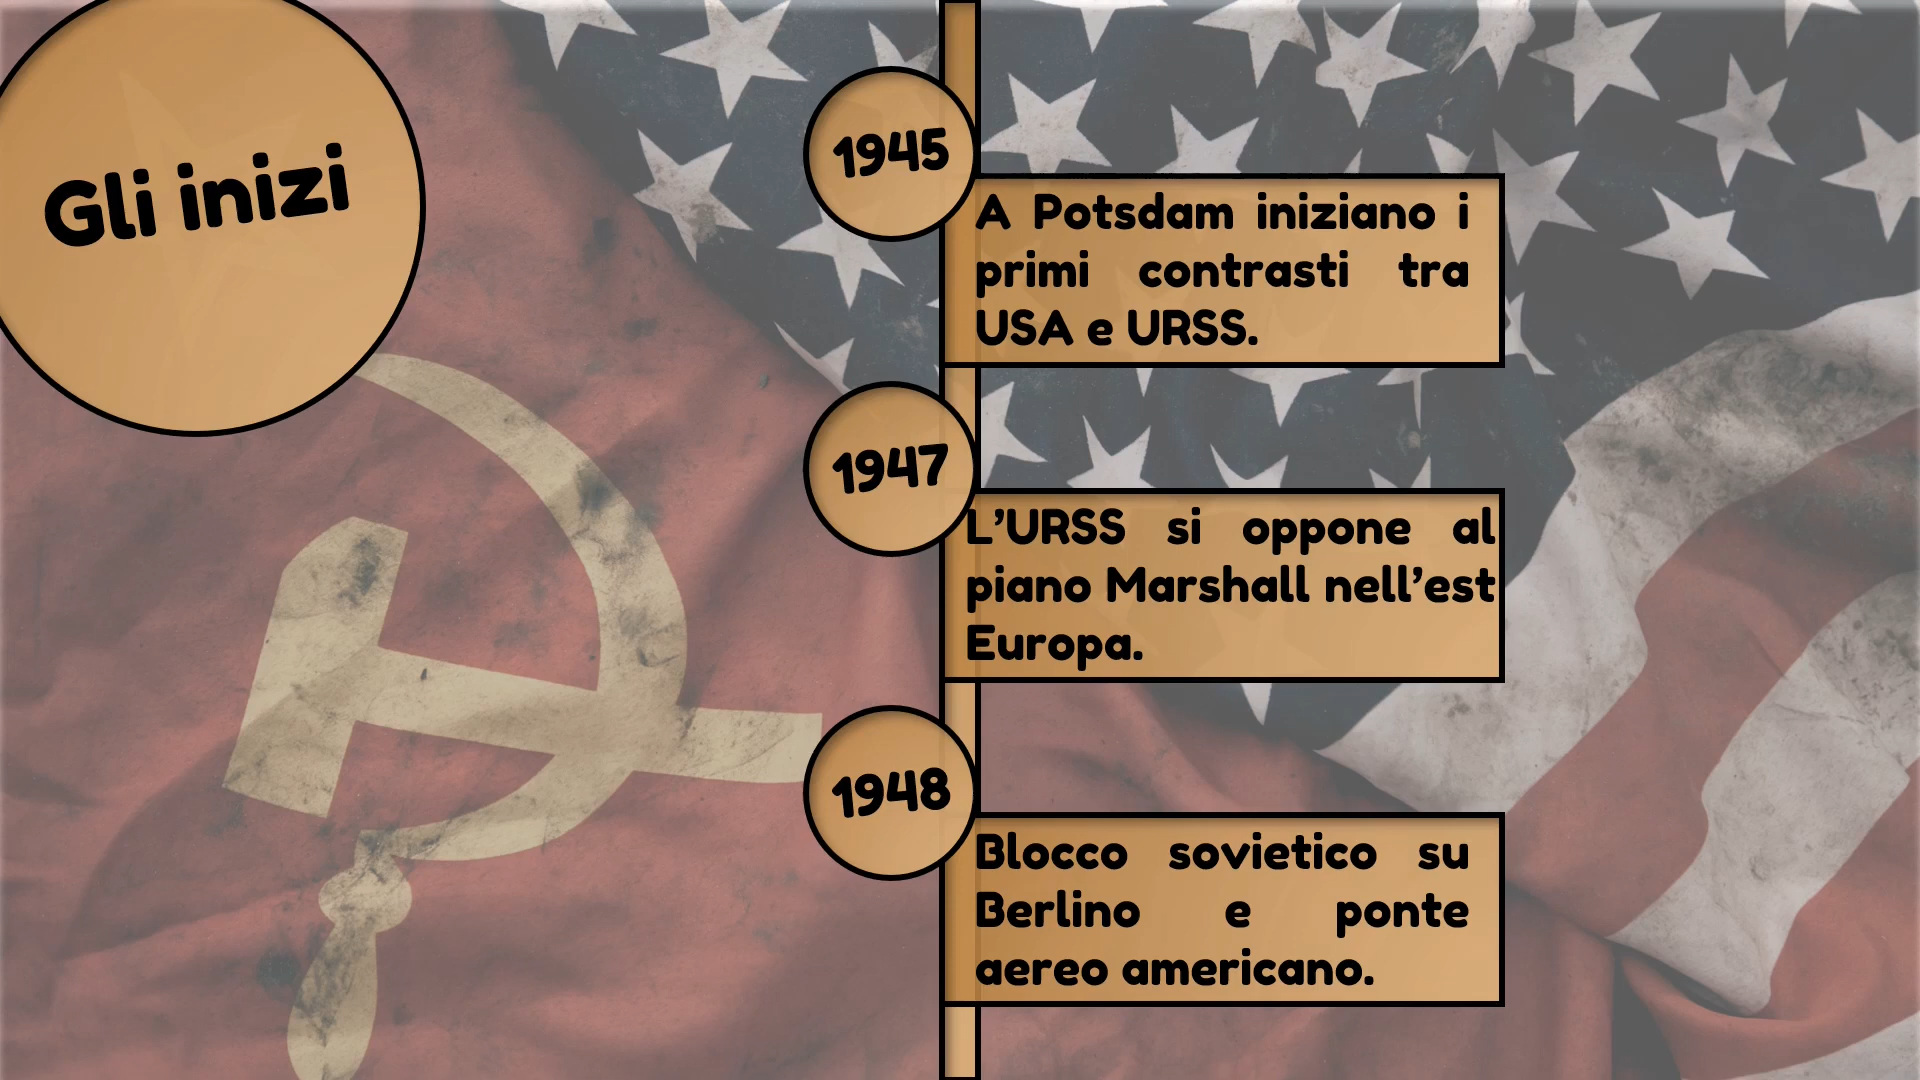 Gli inizi
1945
A Potsdam iniziano i
primi contrasti tra
USA e URSS.
1947
L’URSS si oppone al
piano Marshall nell’est
Europa.
1948
Blocco sovietico su
Berlino e ponte
aereo americano.